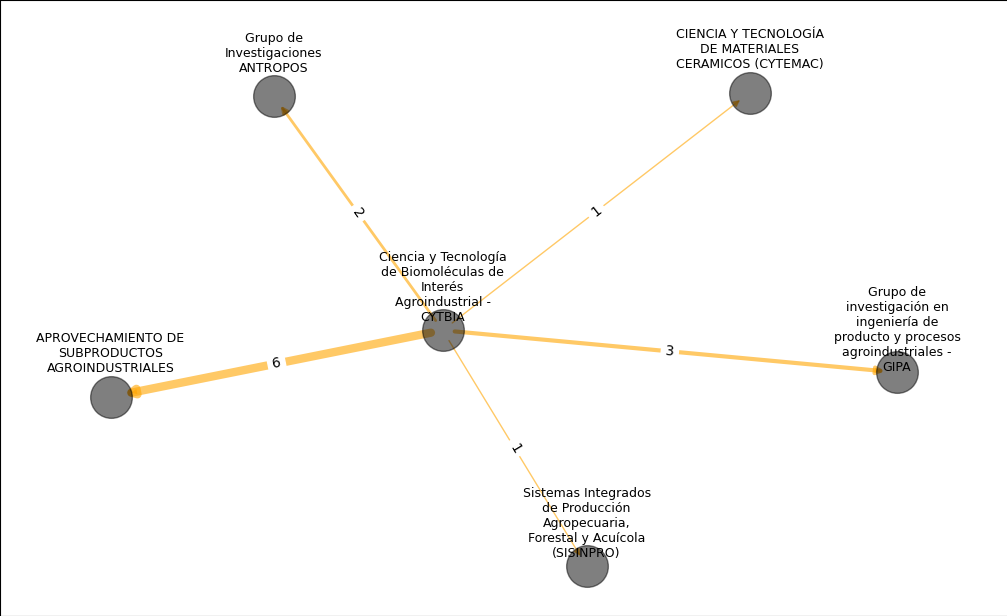 Grupo de
Investigaciones
ANTROPOS
CIENCIA Y TECNOLOGÍA
DE MATERIALES
CERAMICOS (CYTEMAC)
2
1
Ciencia y Tecnología
de Biomoléculas de
Interés
Agroindustrial -
CYTBIA
Grupo de
investigación en
ingeniería de
producto y procesos
agroindustriales -
GIPA
APROVECHAMIENTO DE
SUBPRODUCTOS
AGROINDUSTRIALES
6
3
1
Sistemas Integrados
de Producción
Agropecuaria,
Forestal y Acuícola
(SISINPRO)